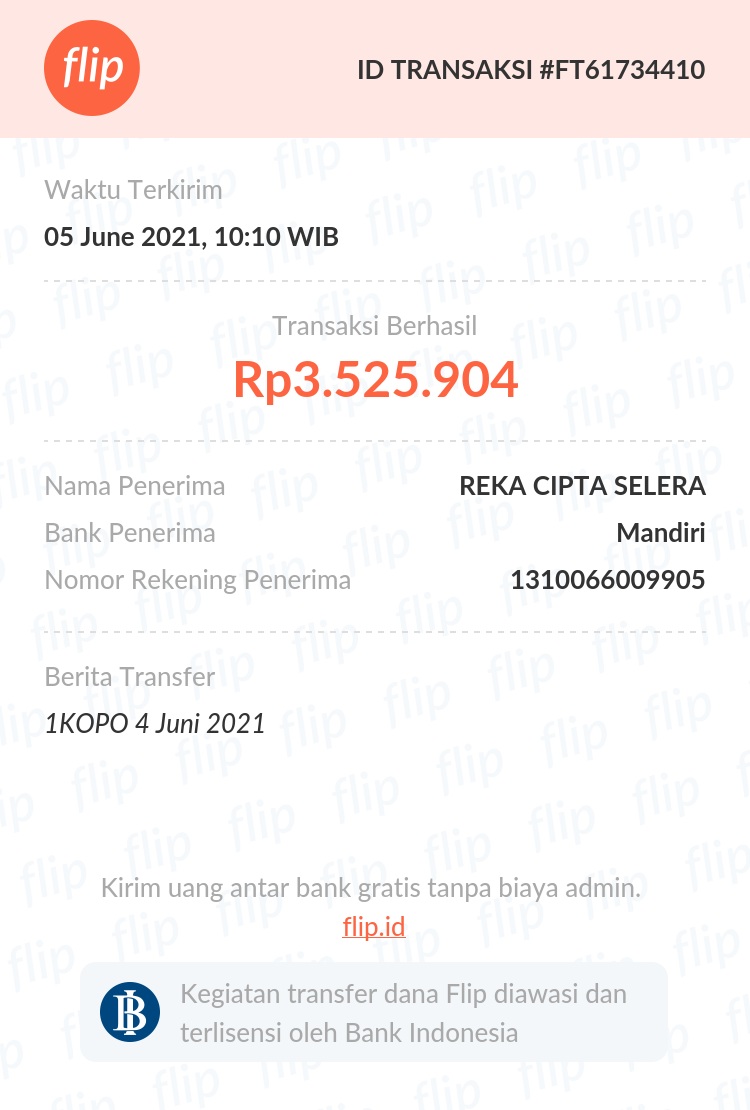 flip
ID TRANSAKSI #FT61734410
Waktu Terkirim
05 June 2021, 10:10 WIB
Transaksi Berhasil
Rp3.525.904
Nama Penerima REKA CIPTA SELERA
Bank Penerima Mandiri
Nomor Rekening Penerima 1310066009905
Berita Transfer
1KOPO 4 Juni 2021
Kirim uang antar bank gratis tanpa biaya admin.
flip.id
Kegiatan transfer dana Flip diawasi dan
terlisensi oleh Bank Indonesia